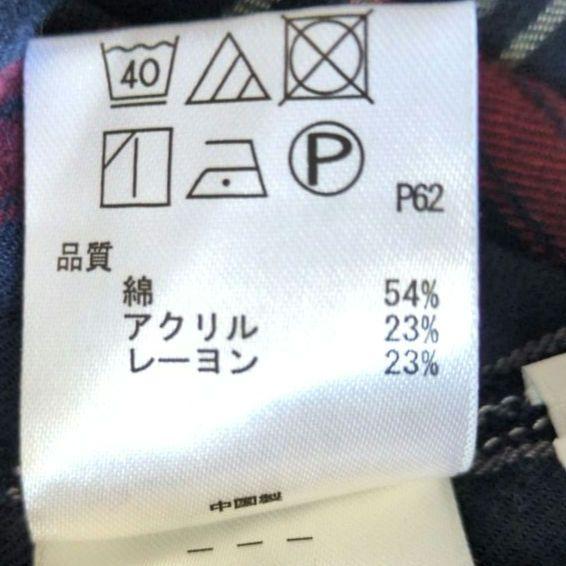 40
P
P62
品質
綿 54%
アクリル 23%
レーヨン 23%
中国製
－－－